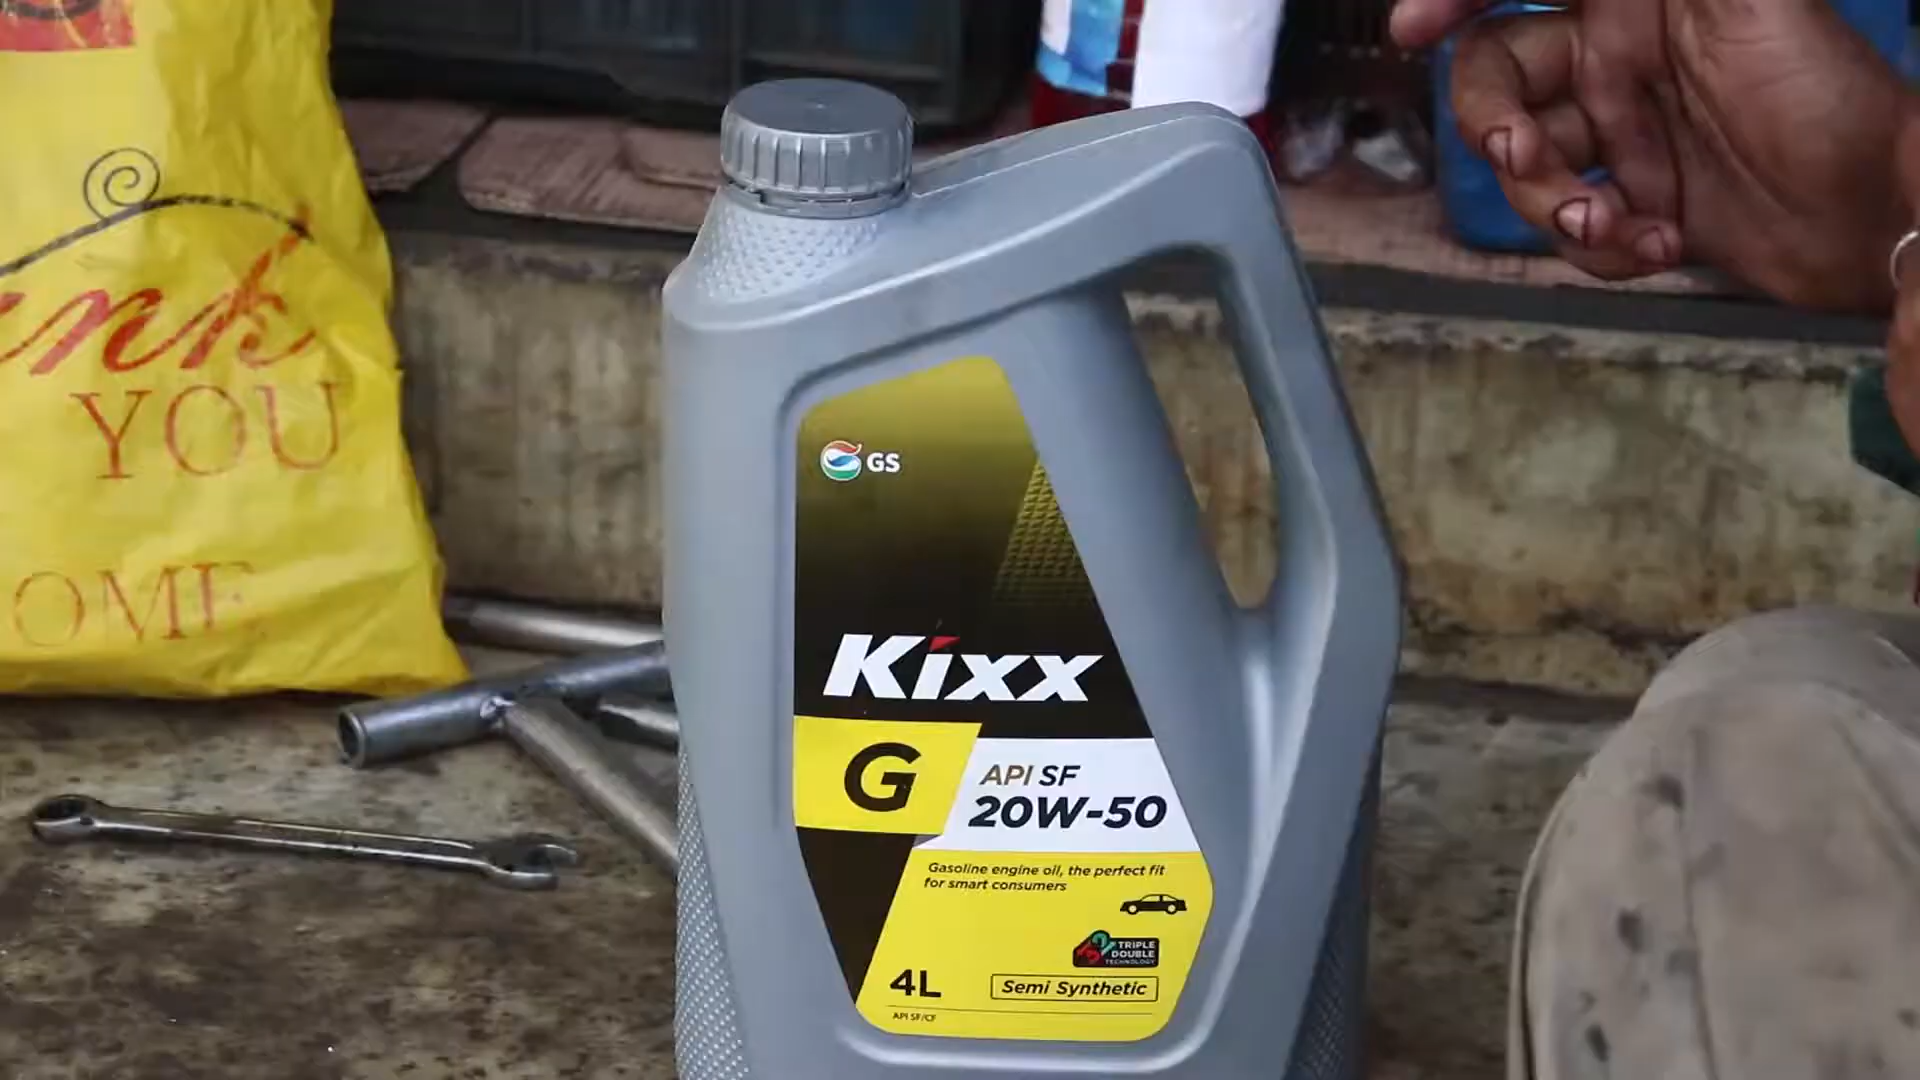 YOU
GS
Kixx
G
API SF
20W-50
Gasoline engine oil, the perfect fit
for smart consumers
TRIPLE
DOUBLE
TECHNOLOGY
4L
Semi Synthetic
API SF/CF